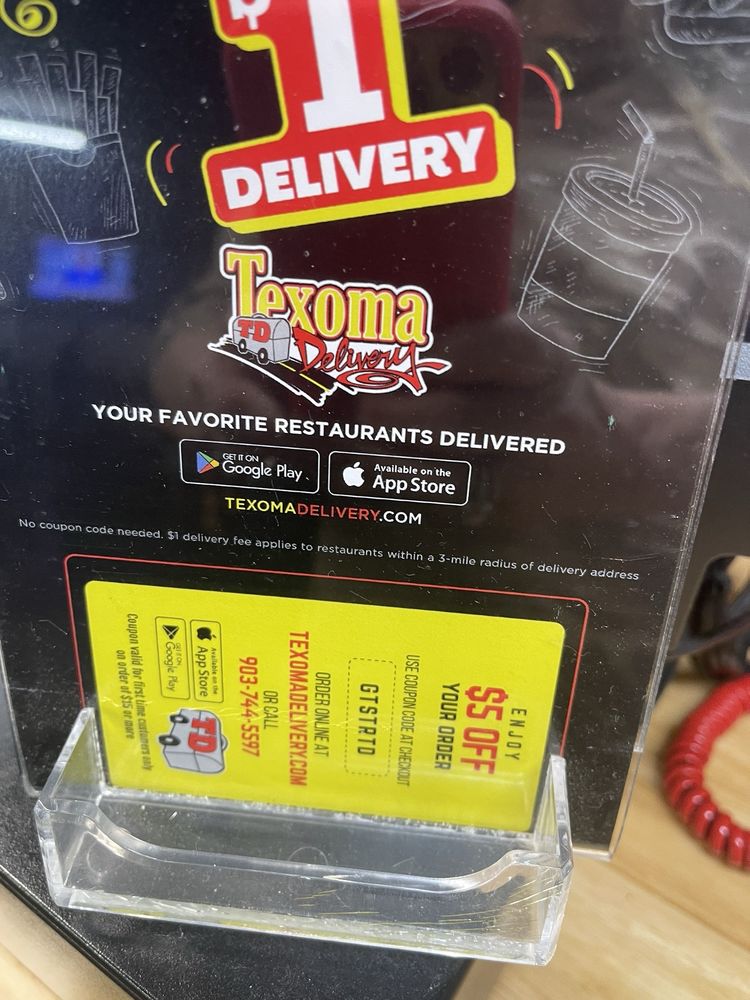 $1
DELIVERY
Texoma
TD
Delivery
YOUR FAVORITE RESTAURANTS DELIVERED
GET IT ON
Google Play
Available on the
App Store
TEXOMADELIVERY.COM
No coupon code needed. $1 delivery fee applies to restaurants within a 3-mile radius of delivery address
ENJOY
$5 OFF
YOUR ORDER
USE COUPON CODE AT CHECKOUT
GTSTRTD
ORDER ONLINE AT
TEXOMADELIVERY.COM
OR CALL
903-744-5597
TD
Available on the
App Store
GET IT ON
Google Play
Coupon valid for first time customers only
on order of $15 or more